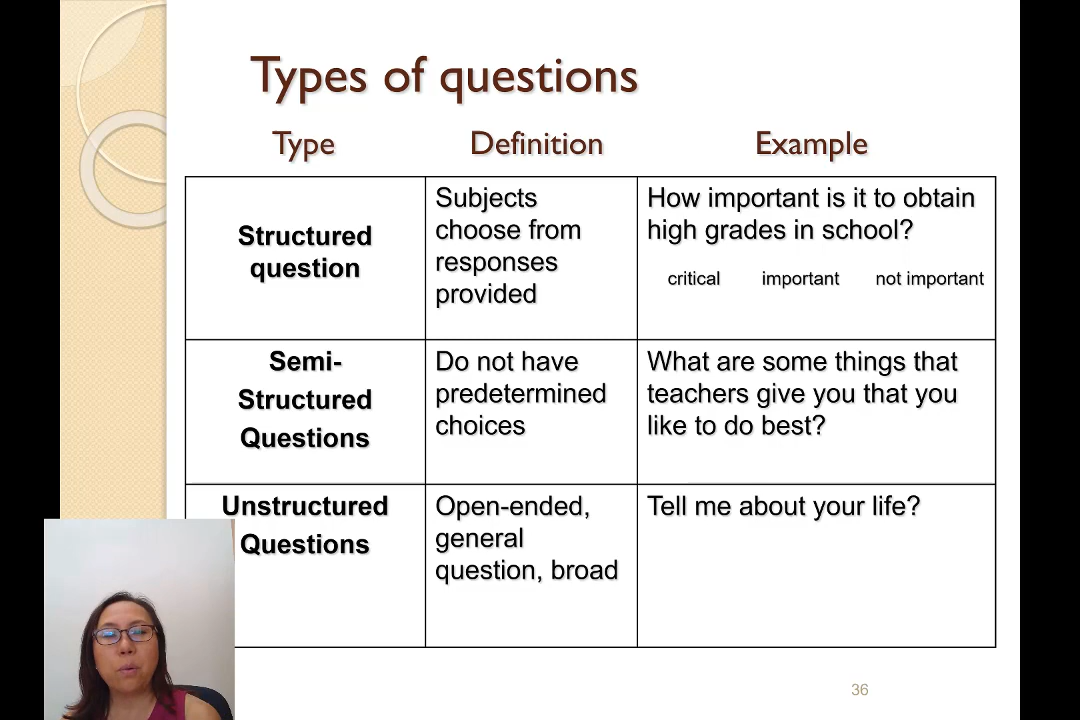 Types of questions
Type Definition Example
Structured
question
Subjects
choose from
responses
provided
How important is it to obtain
high grades in school?
critical important not important
Semi-
Structured
Questions
Do not have
predetermined
choices
What are some things that
teachers give you that you
like to do best?
Unstructured
Questions
Open-ended,
general
question, broad
Tell me about your life?
36